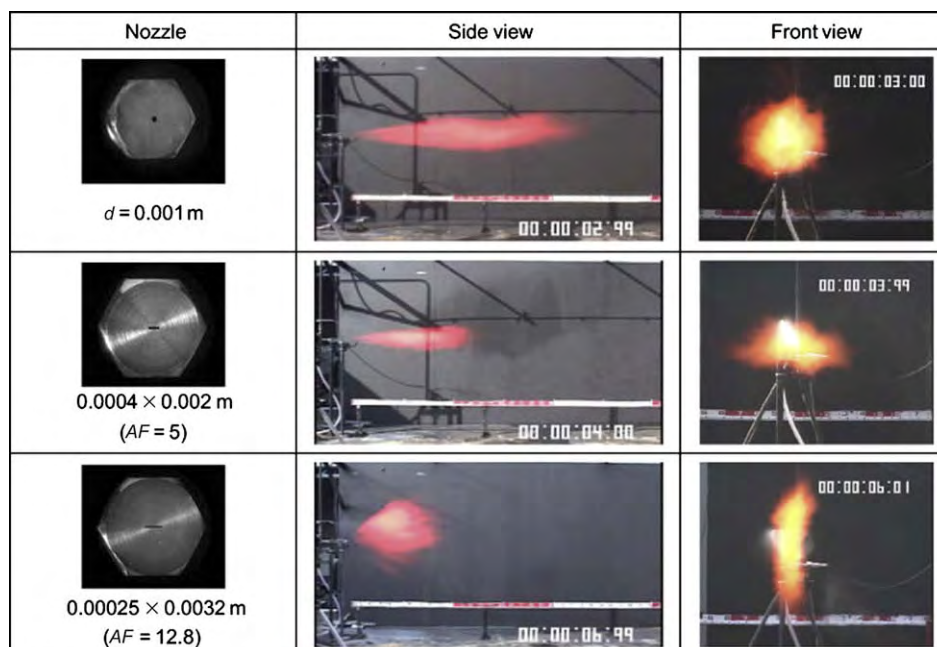 Nozzle Side view Front view
d = 0.001 m
00:00:02.99
00:00:03.00
0.0004 × 0.002 m
(AF = 5)
00:00:04:00
00:00:03.99
0.00025 × 0.0032 m
(AF = 12.8)
00:00:06.99
00:00:06:01